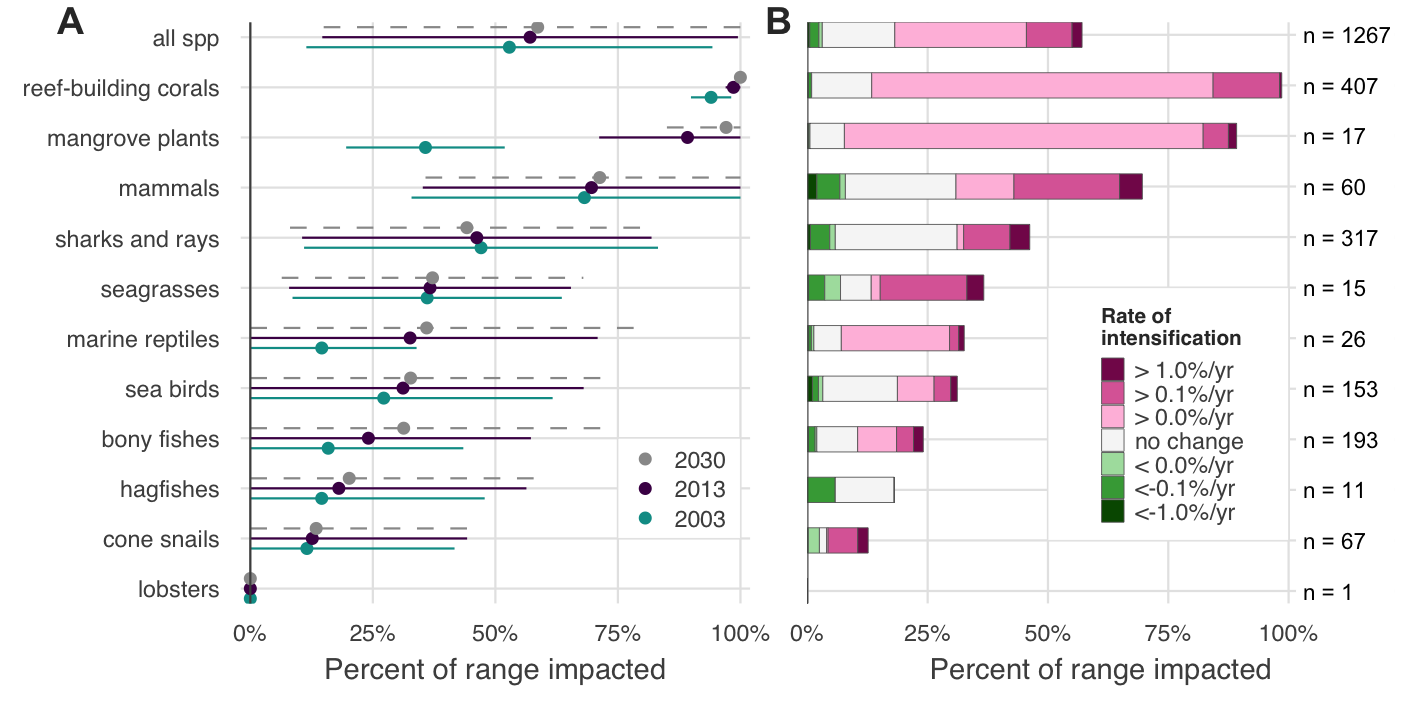 A
all spp
reef-building corals
mangrove plants
mammals
sharks and rays
seagrasses
marine reptiles
sea birds
bony fishes
hagfishes
cone snails
lobsters
2030
2013
2003
0% 25% 50% 75% 100%
Percent of range impacted
B
n = 1267
n = 407
n = 17
n = 60
n = 317
n = 15
n = 26
n = 153
n = 193
n = 11
n = 67
n = 1
Rate of
intensification
> 1.0%/yr
> 0.1%/yr
> 0.0%/yr
no change
< 0.0%/yr
<-0.1%/yr
<-1.0%/yr
0% 25% 50% 75% 100%
Percent of range impacted